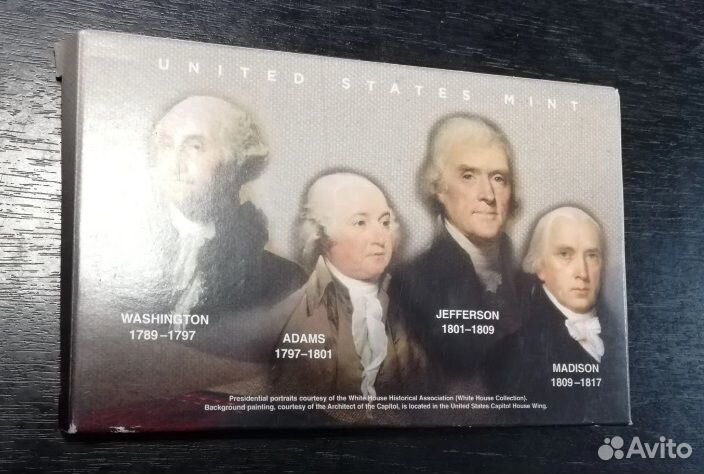 UNITED STATES MINT
WASHINGTON
1789–1797
ADAMS
1797–1801
JEFFERSON
1801–1809
MADISON
1809–1817
Presidential portraits courtesy of the White House Historical Association (White House Collection).
Background painting, courtesy of the Architect of the Capitol, is located in the United States Capitol House Wing.
Avito